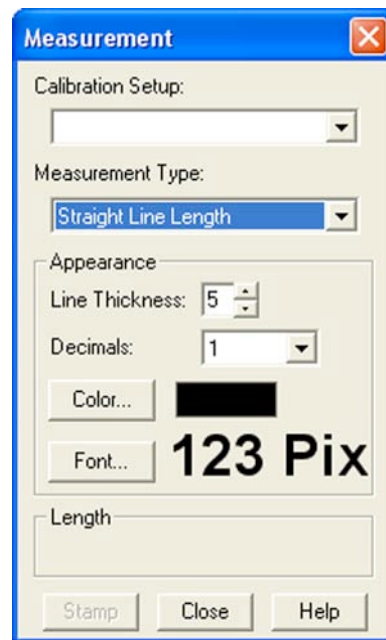 Measurement
Calibration Setup:
Measurement Type:
Straight Line Length
Appearance
Line Thickness: 5
Decimals: 1
Color...
Font... 123 Pix
Length
Stamp Close Help